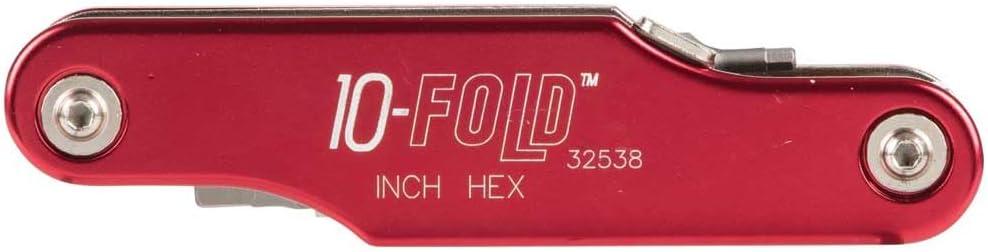 10-FOLD™
32538
INCH HEX